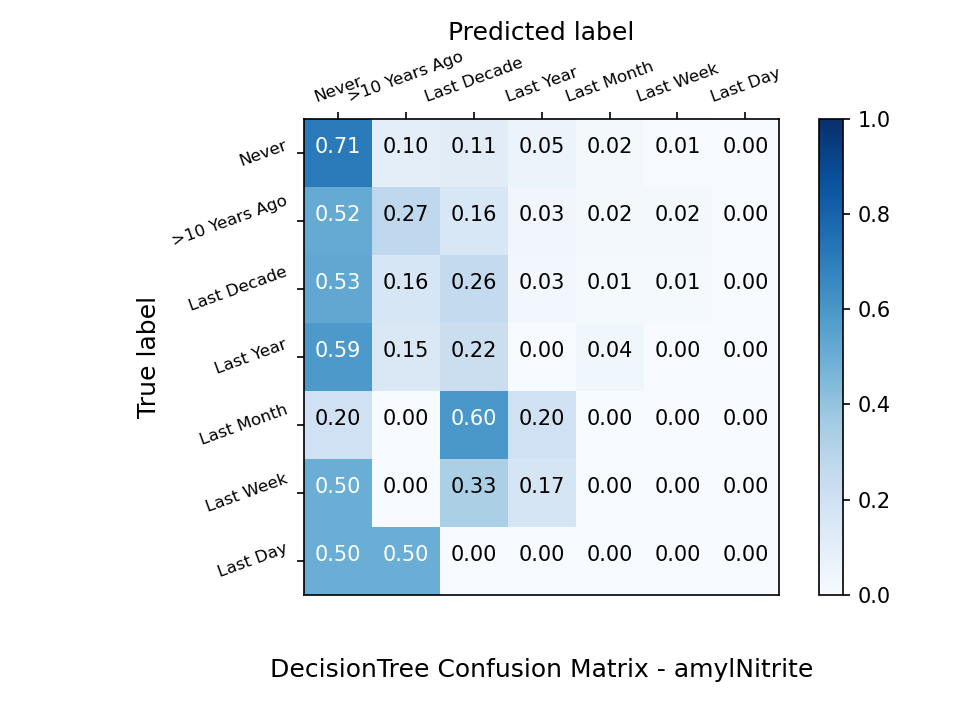 Predicted label
Never >10 Years Ago Last Decade Last Year Last Month Last Week Last Day
Never 0.71 0.10 0.11 0.05 0.02 0.01 0.00
>10 Years Ago 0.52 0.27 0.16 0.03 0.02 0.02 0.00
Last Decade 0.53 0.16 0.26 0.03 0.01 0.01 0.00
Last Year 0.59 0.15 0.22 0.00 0.04 0.00 0.00
Last Month 0.20 0.00 0.60 0.20 0.00 0.00 0.00
Last Week 0.50 0.00 0.33 0.17 0.00 0.00 0.00
Last Day 0.50 0.50 0.00 0.00 0.00 0.00 0.00
True label
1.0
0.8
0.6
0.4
0.2
0.0
DecisionTree Confusion Matrix - amylNitrite